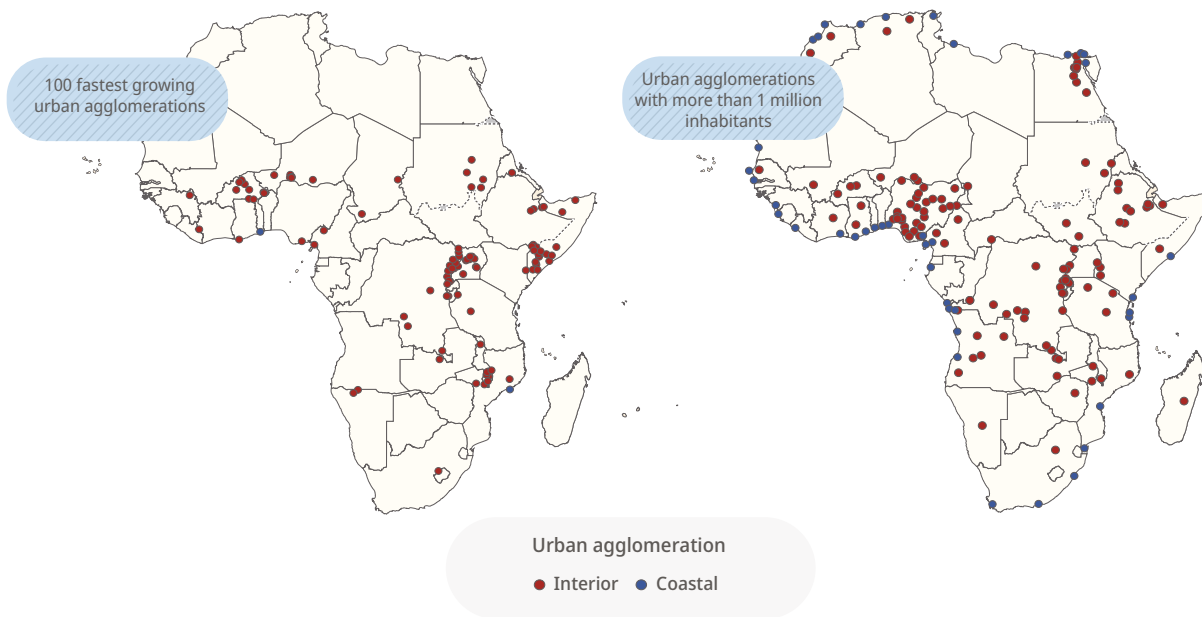 100 fastest growing
urban agglomerations
Urban agglomerations
with more than 1 million
inhabitants
Urban agglomeration
Interior
Coastal